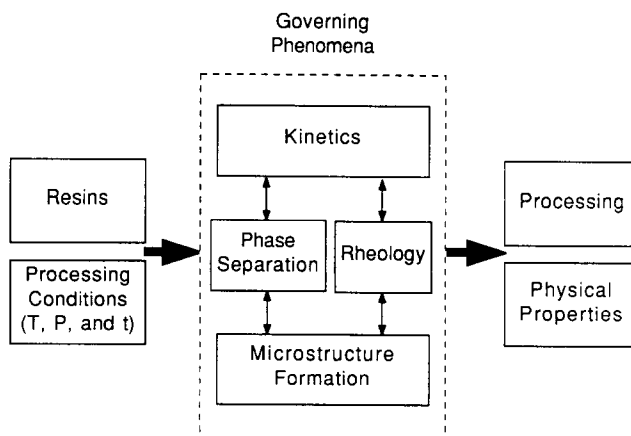 Governing
Phenomena
Kinetics
Resins
Processing
Conditions
(T, P, and t)
Phase
Separation
Rheology
Microstructure
Formation
Processing
Physical
Properties